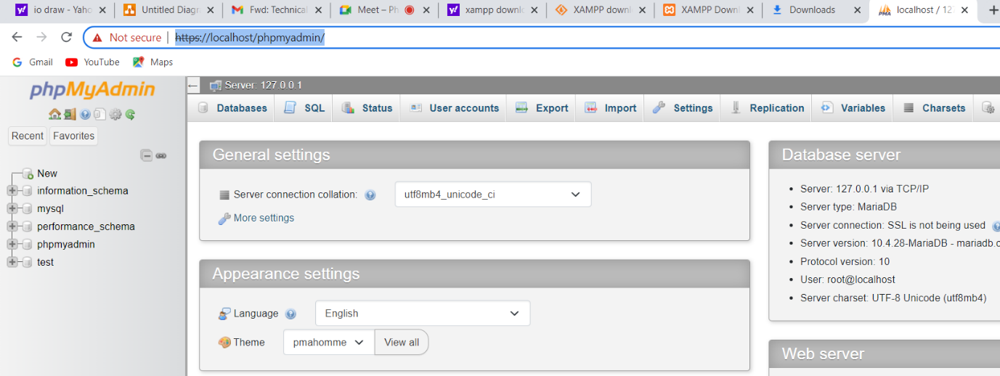 io draw - Yaho
Untitled Diagr
Fwd: Technical
Meet – Ph
xampp downl
XAMPP downl
XAMPP Down
Downloads
localhost / 12
Not secure
https://localhost/phpmyadmin/
Gmail YouTube Maps
phpMyAdmin
Recent Favorites
New
information_schema
mysql
performance_schema
phpmyadmin
test
Server: 127.0.0.1
Databases SQL Status User accounts Export Import Settings Replication Variables Charsets
General settings
Server connection collation:
utf8mb4_unicode_ci
More settings
Appearance settings
Language
English
Theme
pmahomme
View all
Database server
Server: 127.0.0.1 via TCP/IP
Server type: MariaDB
Server connection: SSL is not being used
Server version: 10.4.28-MariaDB - mariadb.o
Protocol version: 10
User: root@localhost
Server charset: UTF-8 Unicode (utf8mb4)
Web server